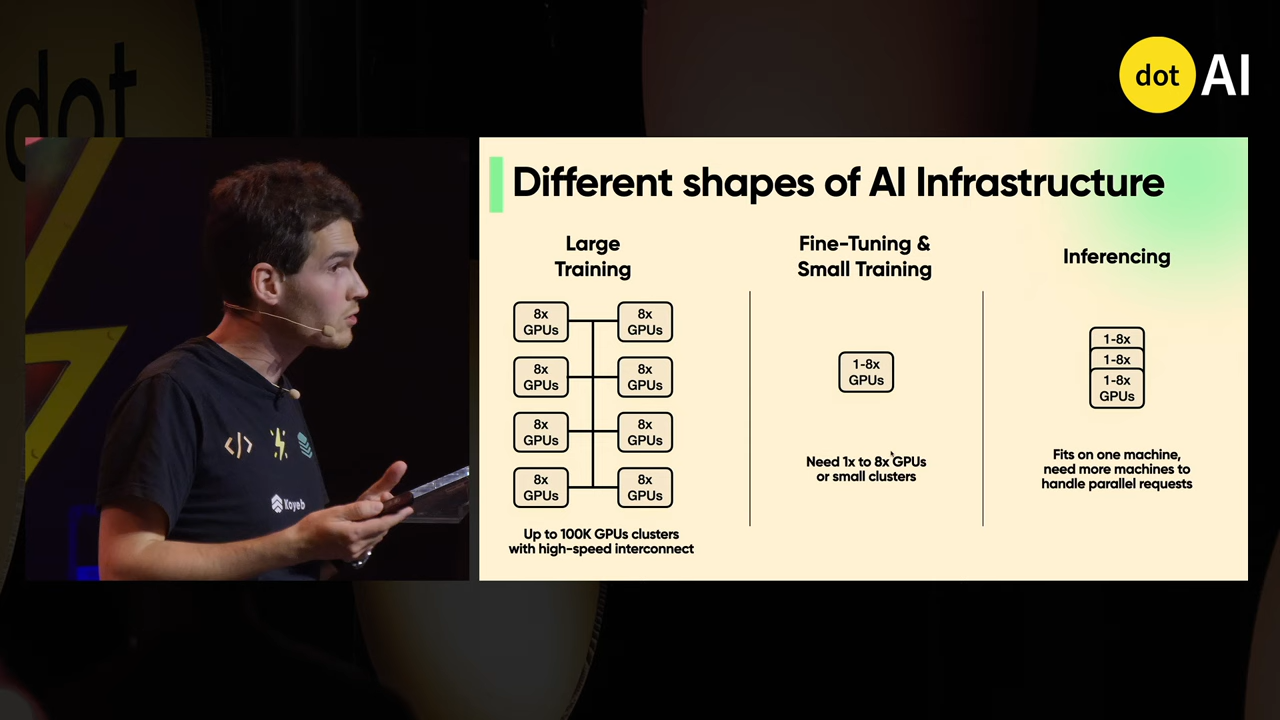 dot
dot AI
Different shapes of AI Infrastructure
Large
Training
8x
GPUs
8x
GPUs
8x
GPUs
8x
GPUs
8x
GPUs
8x
GPUs
8x
GPUs
8x
GPUs
Up to 100K GPUs clusters
with high-speed interconnect
Fine-Tuning &
Small Training
1-8x
GPUs
Need 1x to 8x GPUs
or small clusters
Inferencing
1-8x
1-8x
1-8x
GPUs
Fits on one machine,
need more machines to
handle parallel requests
</>
Koyeb